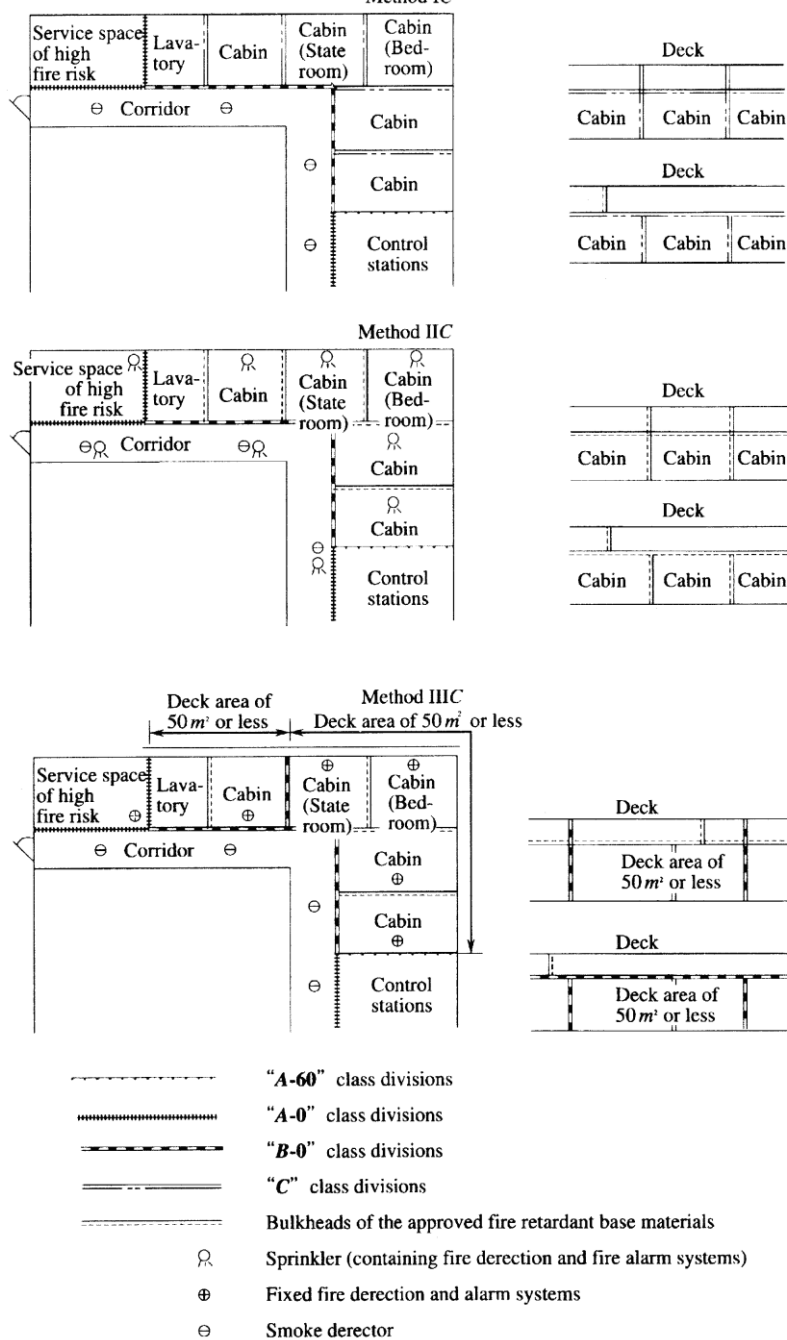 Method IC
Service space
of high
fire risk
Lava-
tory
Cabin
Cabin
(State
room)
Cabin
(Bed-
room)
Corridor
Cabin
Cabin
Control
stations
Deck
Cabin
Cabin
Cabin
Deck
Cabin
Cabin
Cabin
Method IIC
Service space
of high
fire risk
Lava-
tory
Cabin
Cabin
(State
room)
Cabin
(Bed-
room)
Corridor
Cabin
Cabin
Control
stations
Deck
Cabin
Cabin
Cabin
Deck
Cabin
Cabin
Cabin
Deck area of
50 m² or less
Method IIIC
Deck area of 50 m² or less
Service space
of high
fire risk
Lava-
tory
Cabin
Cabin
(State
room)
Cabin
(Bed-
room)
Corridor
Cabin
Cabin
Control
stations
Deck
Deck area of
50 m² or less
Deck
Deck area of
50 m² or less
"A-60" class divisions
"A-0" class divisions
"B-0" class divisions
"C" class divisions
Bulkheads of the approved fire retardant base materials
Sprinkler (containing fire derection and fire alarm systems)
Fixed fire derection and alarm systems
Smoke derector